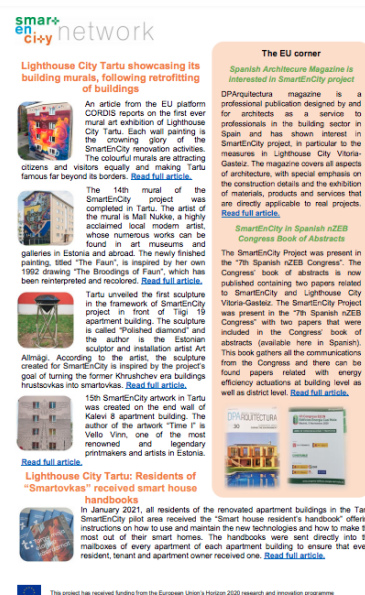 smart
en
city network
Lighthouse City Tartu showcasing its
building murals, following retrofitting
of buildings
An article from the EU platform
CORDIS reports on the first ever
mural art exhibition of Lighthouse
City Tartu. Each wall painting is
the crowning glory of the
SmartEnCity renovation activities.
The colourful murals are attracting
citizens and visitors equally and making Tartu
famous far beyond its borders. Read full article.
The 14th mural of the
SmartEnCity project was
completed in Tartu. The artist of
the mural is Mall Nukke, a highly
acclaimed local modern artist,
whose numerous works can be
found in art museums and
galleries in Estonia and abroad. The newly finished
painting, titled "The Faun", is inspired by her own
1992 drawing "The Broodings of the Faun", which has
been reinterpreted and recolored. Read full article.
Tartu unveiled the first sculpture
in the framework of SmartEnCity
project in front of Tiigi 19
apartment building. The sculpture
is called "Polished diamond" and
the author is the Estonian
sculptor and installation artist Art
Allmägi. According to the artist, the sculpture
created for SmartEnCity is inspired by the project's
goal of turning the former Khrushchev era buildings
hrustsovkas into smartovkas. Read full article.
15th SmartEnCity artwork in Tartu
was created on the end wall of
Kalevi 8 apartment building. The
author of the artwork "Time I" is
Vello Vinn, one of the most
renowned and legendary
printmakers and artists in Estonia.
Read full article.
Lighthouse City Tartu: Residents of
"Smartovkas" received smart house
handbooks
In January 2021, all residents of the renovated apartment buildings in the Tar
SmartEnCity pilot area received the "Smart house resident's handbook" offerin
instructions on how to use and maintain the new technologies and how to make t
most out of their smart homes. The handbooks were sent directly into t
mailboxes of every apartment of each apartment building to ensure that eve
resident, tenant and apartment owner received one. Read full article.
The EU corner
Spanish Architecure Magazine is
interested in SmartEnCity project
DPArquitectura magazine is a
professional publication designed by and
for architects as a service to
professionals in the building sector in
Spain and has shown interest in
SmartEnCity project, in particular to the
measures in Lighthouse City Vitoria-
Gasteiz. The magazine covers all aspects
of architecture, with special emphasis on
the construction details and the exhibition
of materials, products and services that
are directly applicable to real projects.
Read full article.
SmartEnCity in Spanish nZEB
Congress Book of Abstracts
The SmartEnCity Project was present in
the "7th Spanish nZEB Congress". The
Congress' book of abstracts is now
published containing two papers related
to SmartEnCity and Lighthouse City
Vitoria-Gasteiz. The SmartEnCity Project
was present in the "7th Spanish nZEB
Congress" with two papers that were
included in the Congress' book of
abstracts (available here in Spanish).
This book gathers all the communications
from the Congress and there can be
found papers related with energy
efficiency actuations at building level as
well as district level. Read full article.
DPARQUITECTURA
This project has received funding from the European Union's Horizon 2020 research and innovation programme